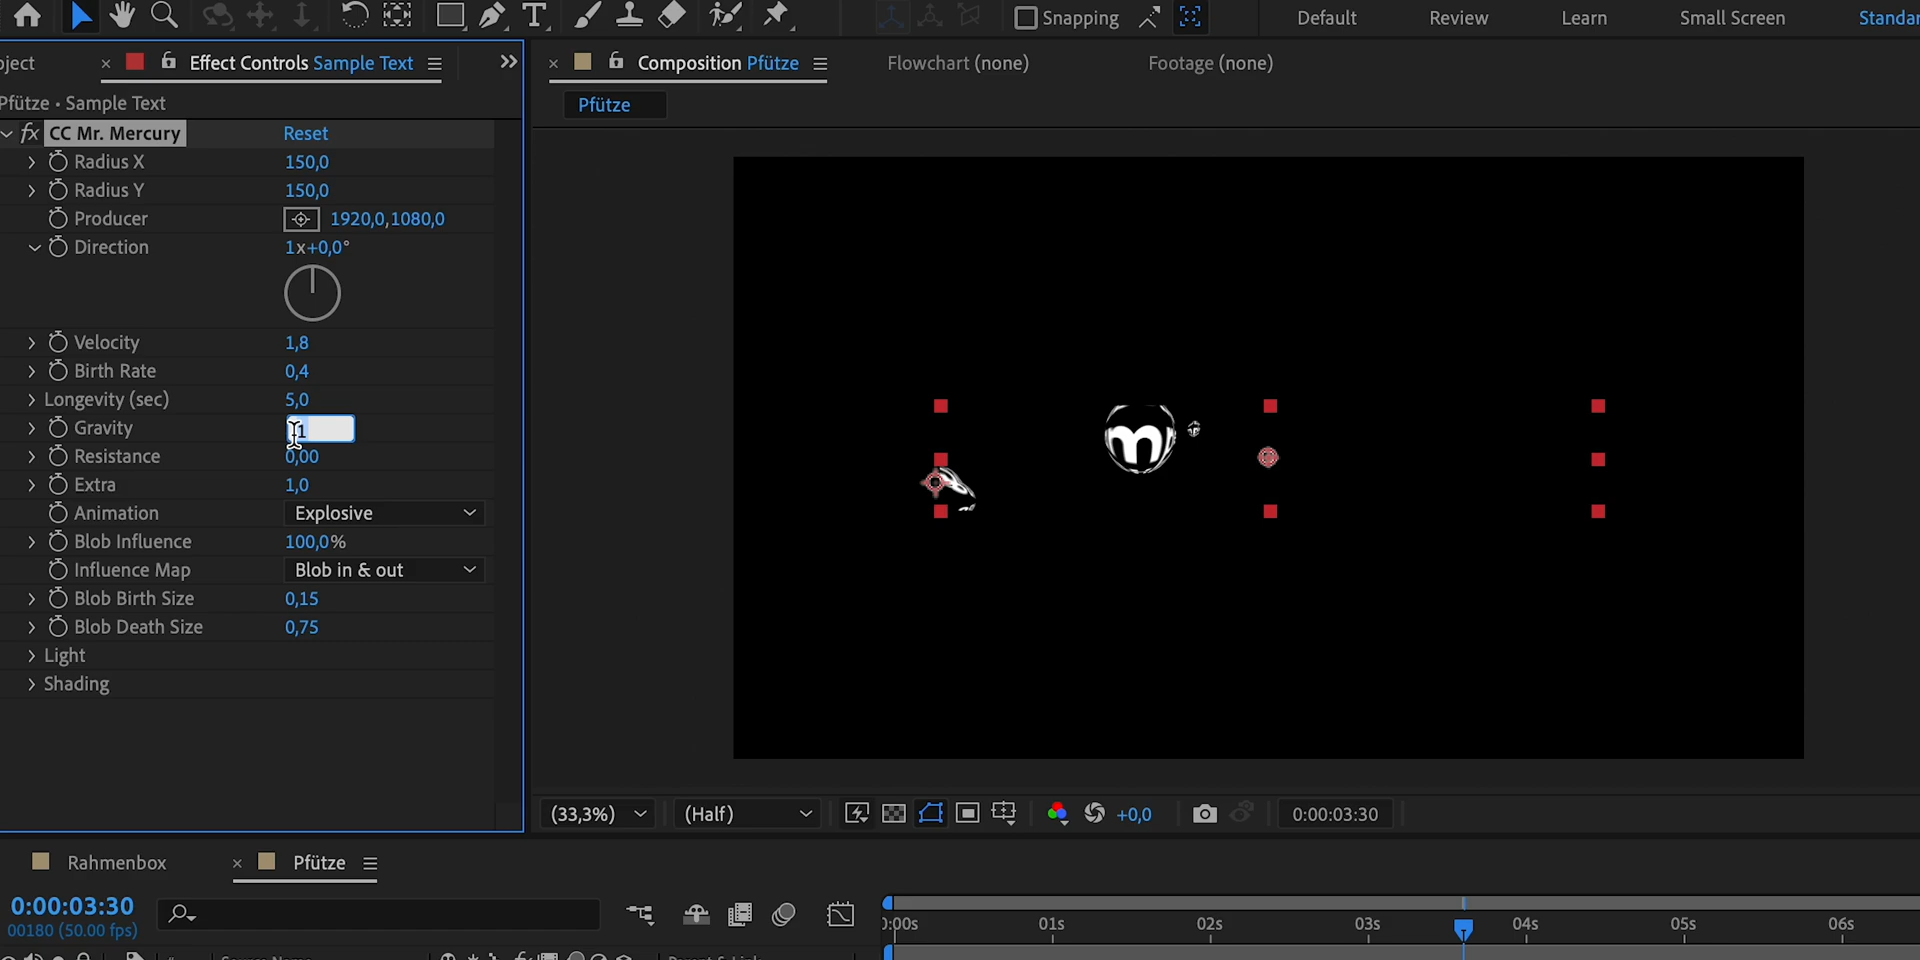 Snapping Default Review Learn Small Screen Standar
oject × Effect Controls Sample Text
× Composition Pfütze Flowchart (none) Footage (none)
Pfütze
Pfütze • Sample Text
fx CC Mr. Mercury Reset
Radius X 150,0
Radius Y 150,0
Producer 1920,0,1080,0
Direction 1x+0,0°
Velocity 1,8
Birth Rate 0,4
Longevity (sec) 5,0
Gravity
Resistance 0,00
Extra 1,0
Animation Explosive
Blob Influence 100,0%
Influence Map Blob in & out
Blob Birth Size 0,15
Blob Death Size 0,75
Light
Shading
m
(33,3%) (Half) +0,0 0:00:03:30
Rahmenbox × Pfütze
0:00:03:30
00180 (50.00 fps)
0:00s 01s 02s 03s 04s 05s 06s